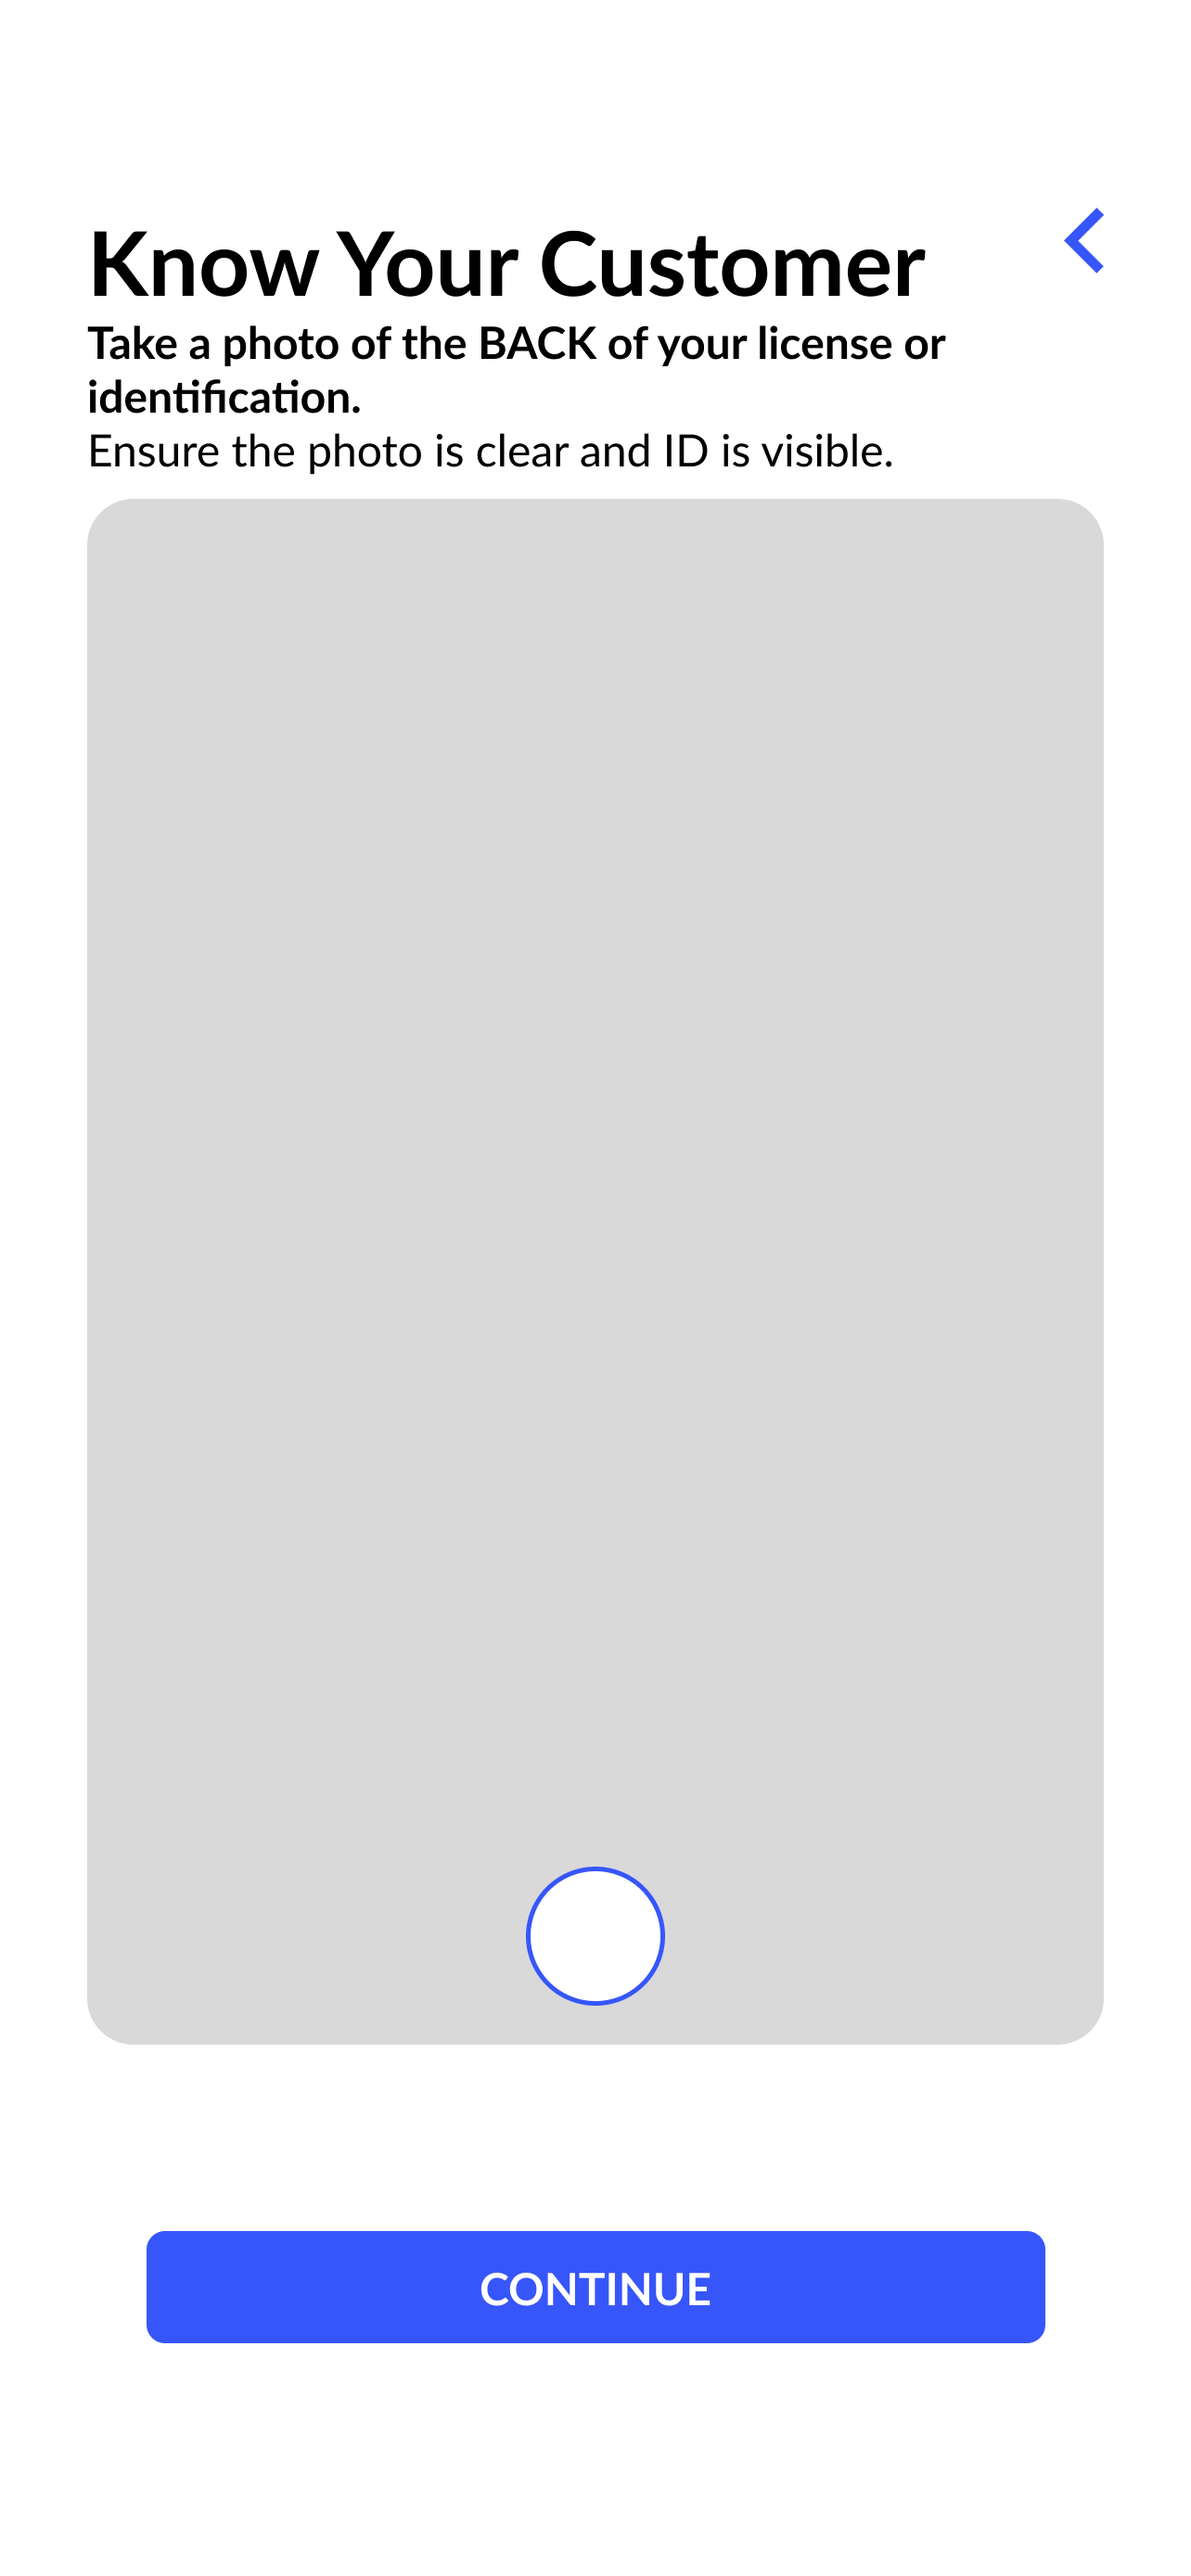 Know Your Customer
Take a photo of the BACK of your license or
identification.
Ensure the photo is clear and ID is visible.
CONTINUE